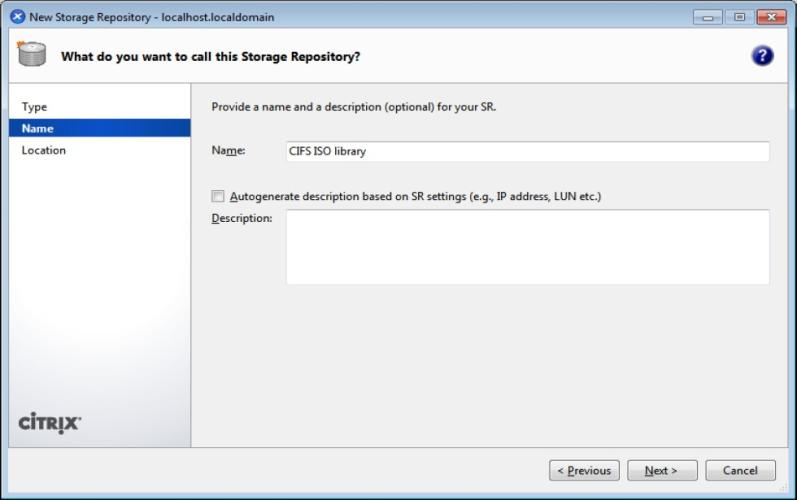 New Storage Repository - localhost.localdomain
What do you want to call this Storage Repository?
?
Type
Name
Location
Provide a name and a description (optional) for your SR.
Name: CIFS ISO library
Autogenerate description based on SR settings (e.g., IP address, LUN etc.)
Description:
CİTRIX
< Previous Next > Cancel